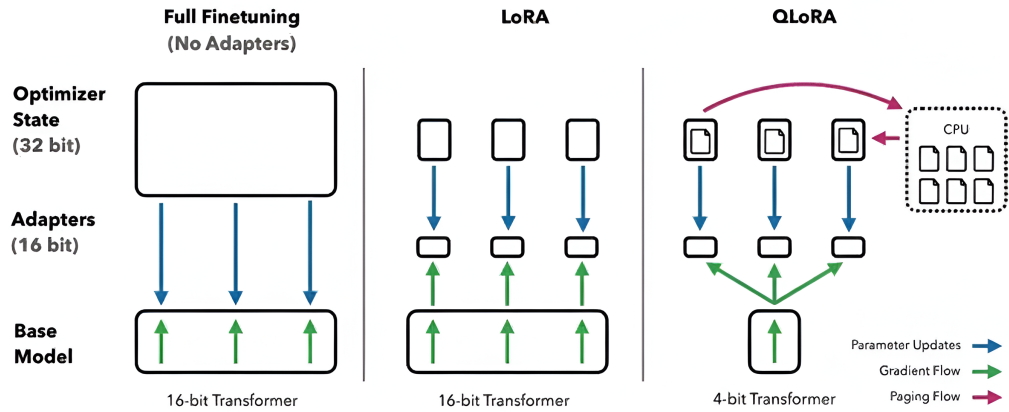 Full Finetuning
(No Adapters)
LoRA
QLoRA
Optimizer
State
(32 bit)
CPU
Adapters
(16 bit)
Base
Model
Parameter Updates
Gradient Flow
Paging Flow
16-bit Transformer
16-bit Transformer
4-bit Transformer